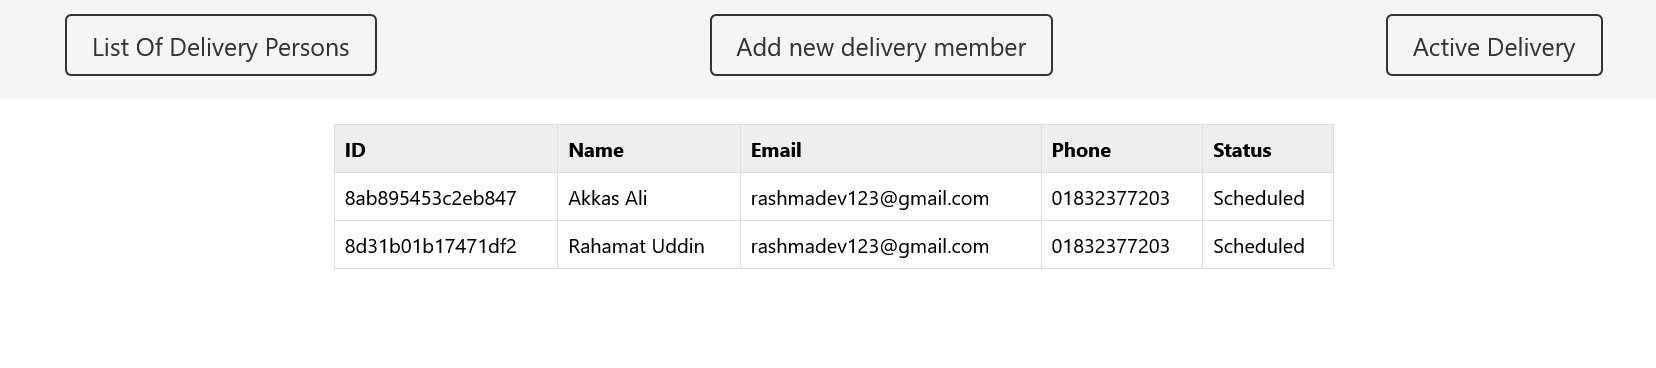 List Of Delivery Persons Add new delivery member Active Delivery
ID Name Email Phone Status
8ab895453c2eb847 Akkas Ali rashmadev123@gmail.com 01832377203 Scheduled
8d31b01b17471df2 Rahamat Uddin rashmadev123@gmail.com 01832377203 Scheduled